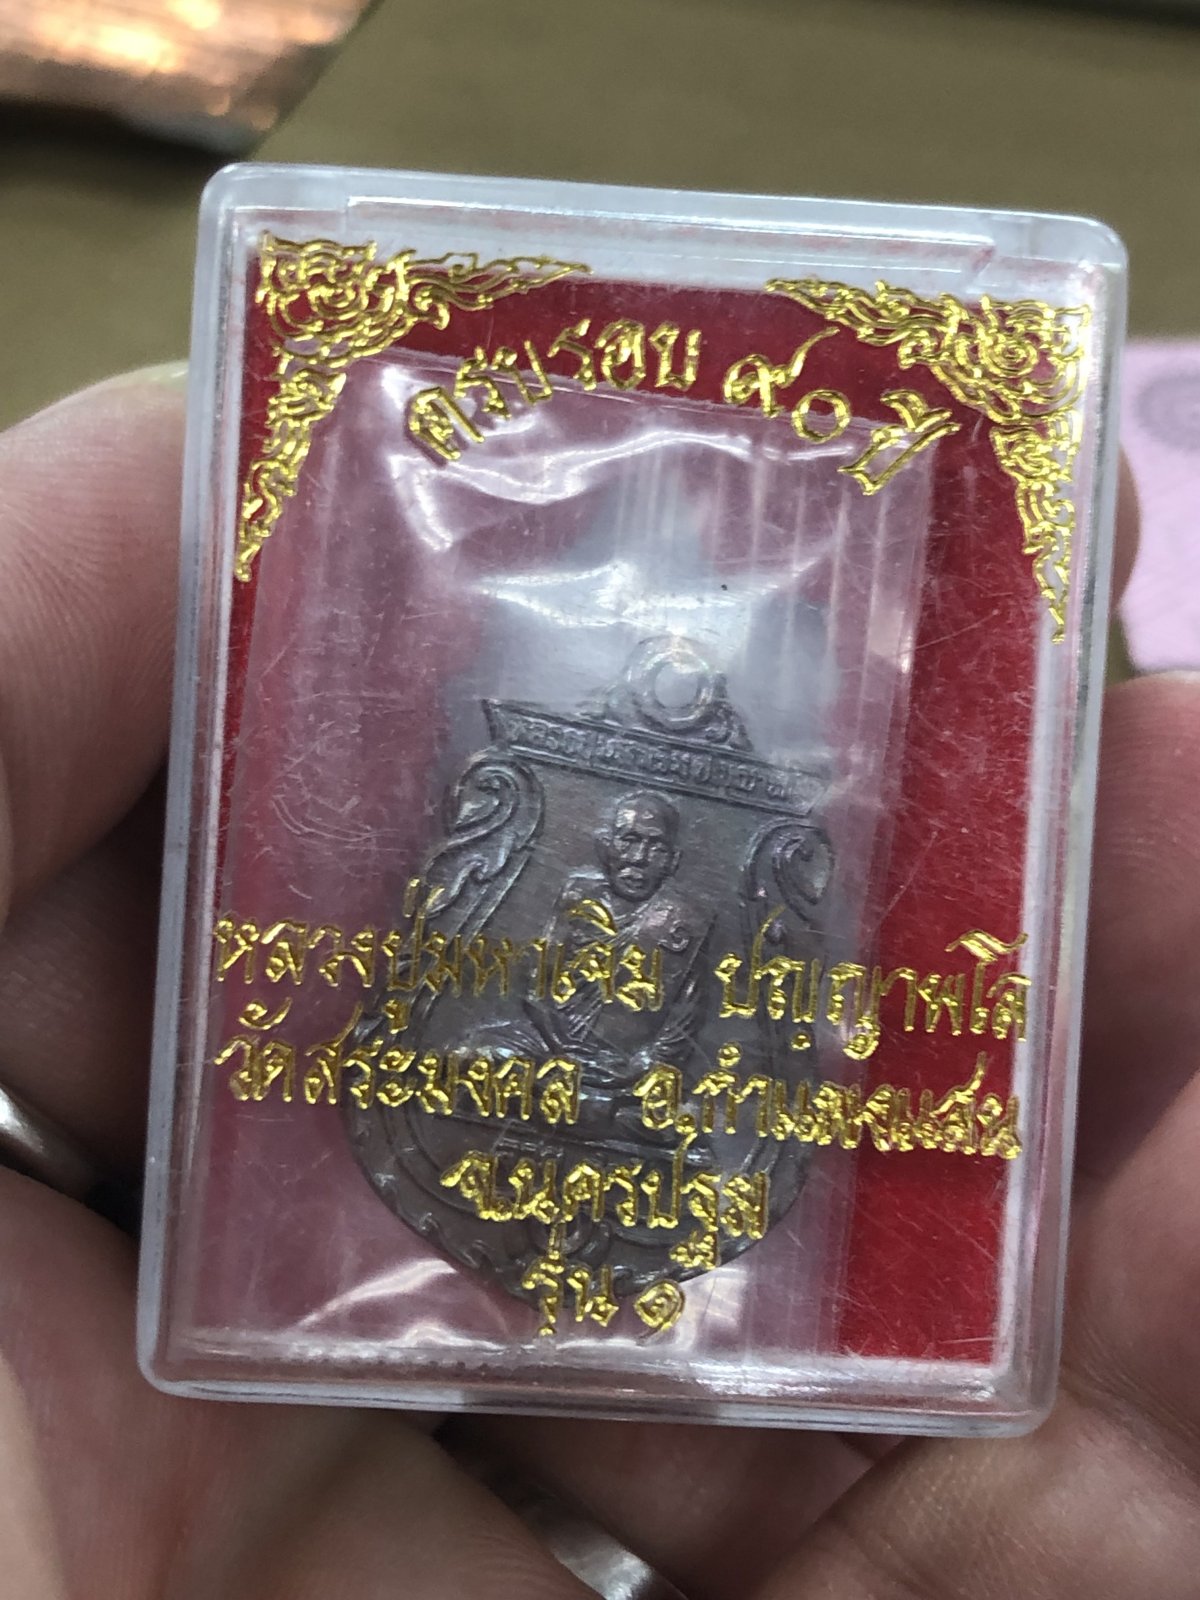 ครบรอบ ๙๐ ปี
หลวงปู่มหาเจิม ปญฺญาพโล
วัดสระมงคล อ.กำแพงแสน
จ.นครปฐม
รุ่น ๑